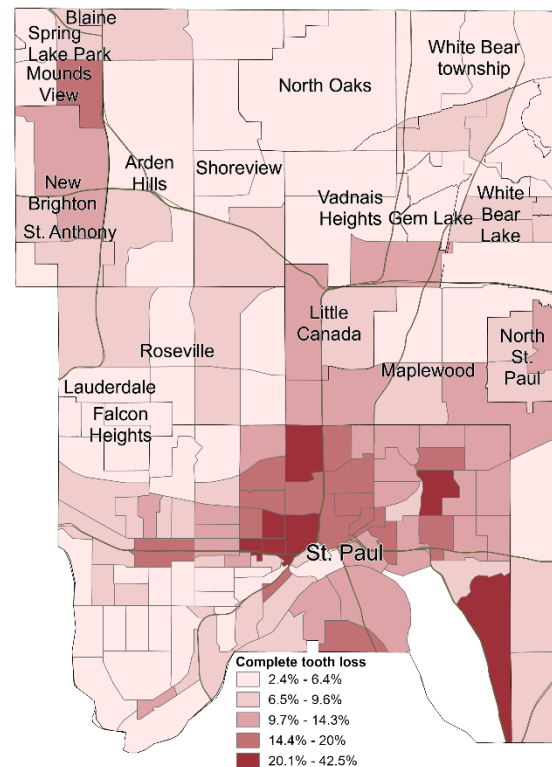 Blaine
Spring
Lake Park
Mounds
View
White Bear
township
North Oaks
Arden
Hills
Shoreview
New
Brighton
Vadnais
Heights
Gem Lake
White
Bear
Lake
St. Anthony
Little
Canada
North
St.
Paul
Roseville
Maplewood
Lauderdale
Falcon
Heights
St. Paul
Complete tooth loss
2.4% - 6.4%
6.5% - 9.6%
9.7% - 14.3%
14.4% - 20%
20.1% - 42.5%